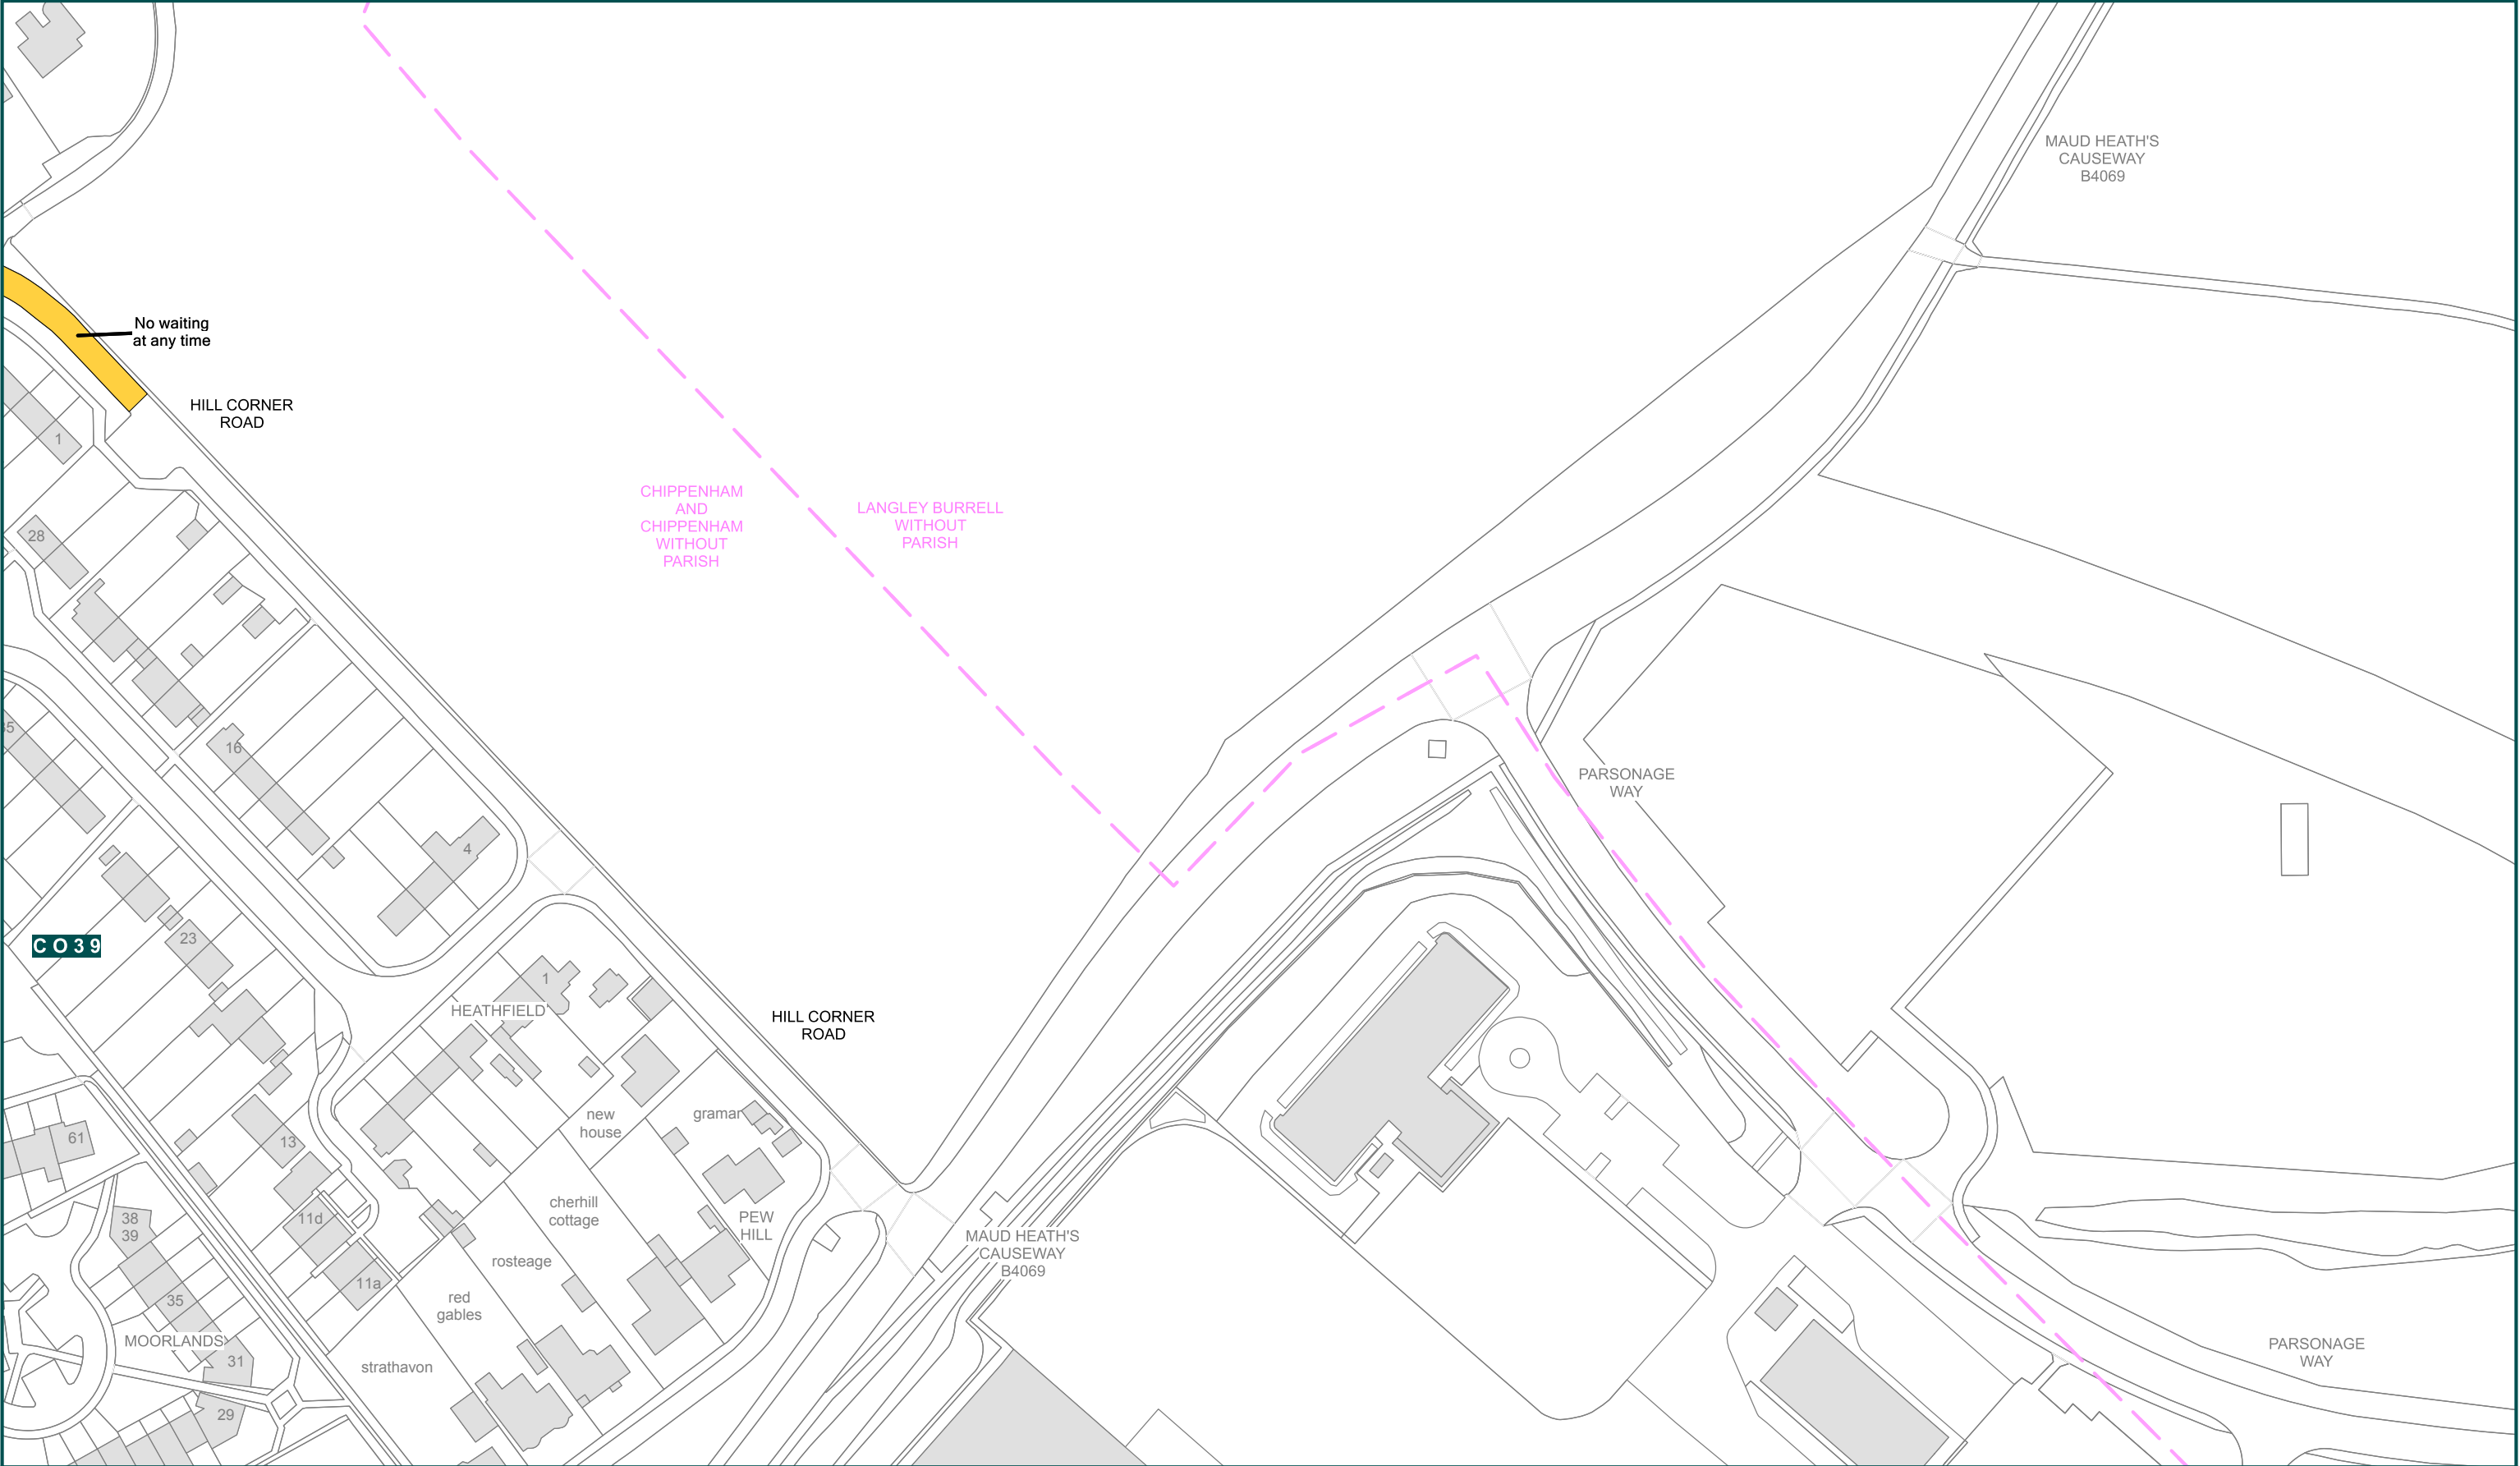 MAUD HEATH'S
CAUSEWAY
B4069
No waiting
at any time
HILL CORNER
ROAD
1
CHIPPENHAM
AND
CHIPPENHAM
WITHOUT
PARISH
LANGLEY BURRELL
WITHOUT
PARISH
28
35
16
PARSONAGE
WAY
4
CO39
23
1
HEATHFIELD
HILL CORNER
ROAD
new
house
gramar
61
13
38
39
11d
cherhill
cottage
PEW
HILL
MAUD HEATH'S
CAUSEWAY
B4069
rosteage
11a
35
red
gables
MOORLANDS
31
strathavon
PARSONAGE
WAY
29